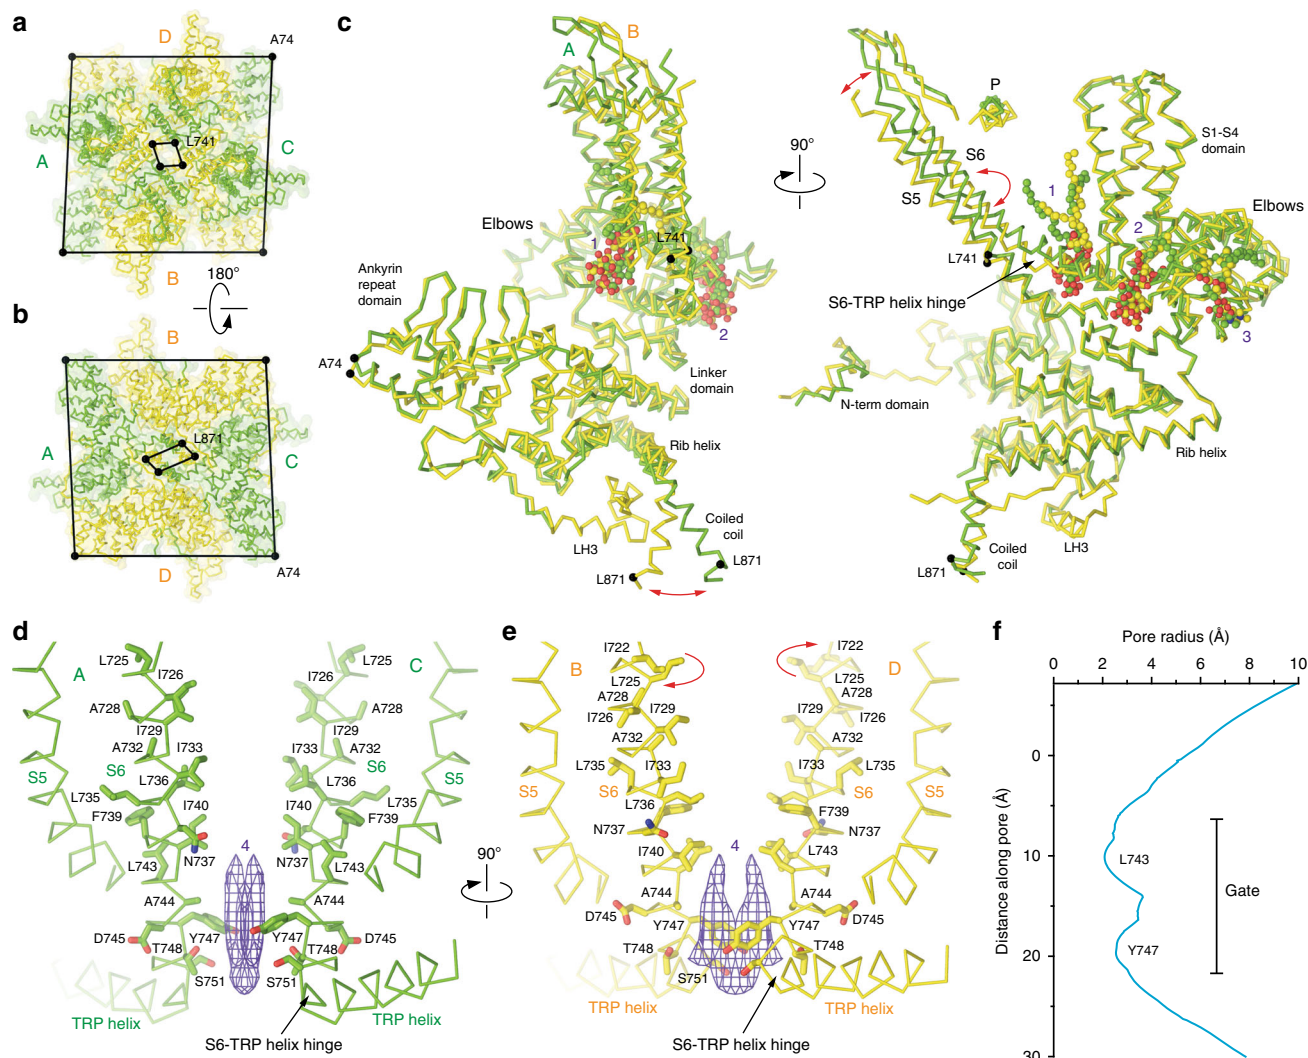 a
D
A74
L741
A
C
B
180°
b
B
L871
A
C
D
A74
c
A
B
Elbows
1
L741
Ankyrin
repeat
domain
2
A74
Linker
domain
Rib helix
Coiled
coil
LH3
L871
L871
90°
P
S6
S1-S4
domain
S5
1
Elbows
2
L741
S6-TRP helix hinge
3
N-term domain
Rib helix
Coiled
coil
LH3
L871
d
A
C
L725
L725
I726
I726
A728
A728
I729
A732
I733
I733
A732
S5
S6
L736
L736
S6
S5
L735
I740
I740
L735
F739
F739
N737
N737
4
L743
L743
A744
A744
D745
Y747
T748
D745
S751
S751
TRP helix
TRP helix
S6-TRP helix hinge
90°
e
B
D
I722
I722
L725
L725
A728
A728
I726
I729
I729
I726
A732
A732
L735
I733
I733
L735
S5
S6
S6
S5
L736
F739
N737
N737
I740
4
L743
A744
A744
D745
D745
Y747
Y747
T748
T748
S751
TRP helix
TRP helix
S6-TRP helix hinge
f
Pore radius (Å)
0 2 4 6 8 10
Distance along pore (Å)
0
10
20
30
L743
Gate
Y747